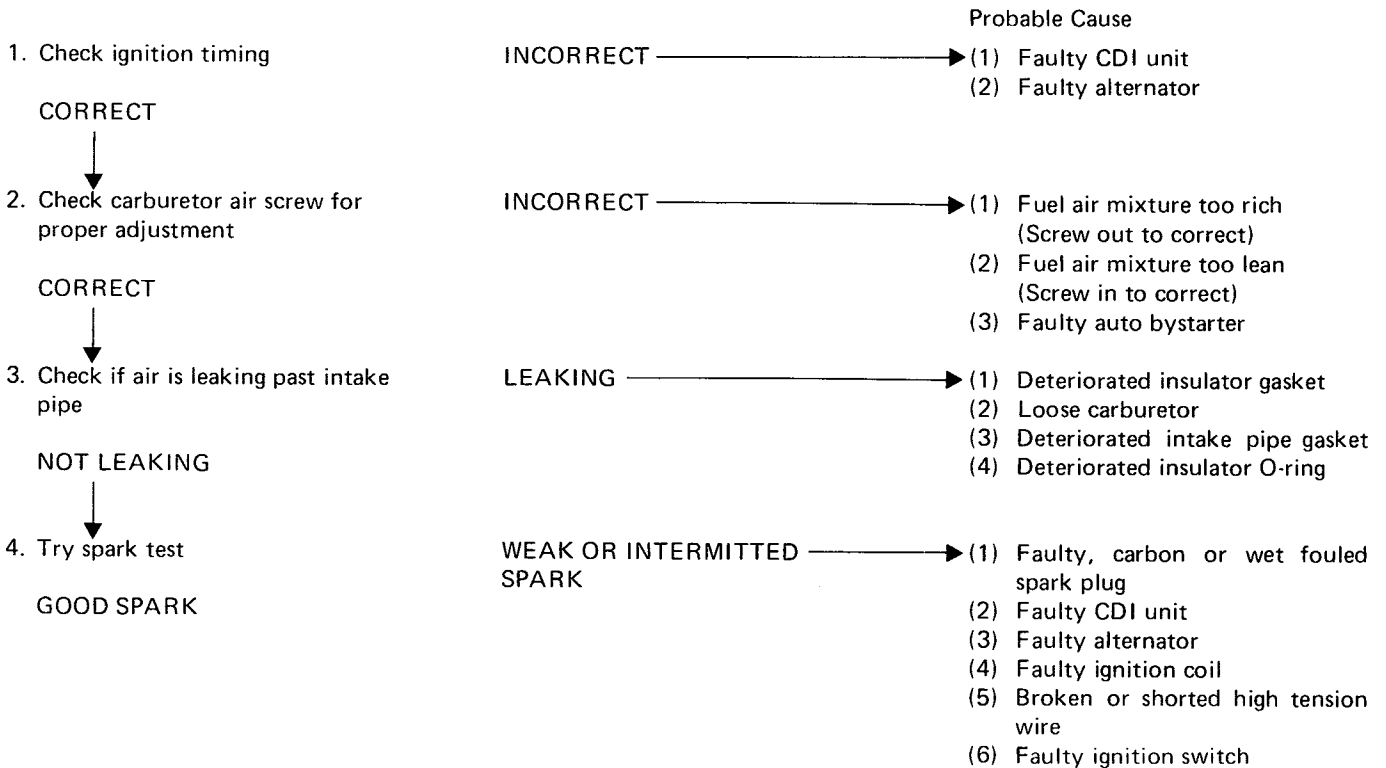 Probable Cause
1. Check ignition timing INCORRECT (1) Faulty CDI unit
(2) Faulty alternator
CORRECT
2. Check carburetor air screw for INCORRECT (1) Fuel air mixture too rich
proper adjustment (Screw out to correct)
(2) Fuel air mixture too lean
CORRECT (Screw in to correct)
(3) Faulty auto bystarter
3. Check if air is leaking past intake LEAKING (1) Deteriorated insulator gasket
pipe (2) Loose carburetor
(3) Deteriorated intake pipe gasket
NOT LEAKING (4) Deteriorated insulator O-ring
4. Try spark test WEAK OR INTERMITTED (1) Faulty, carbon or wet fouled
SPARK spark plug
GOOD SPARK (2) Faulty CDI unit
(3) Faulty alternator
(4) Faulty ignition coil
(5) Broken or shorted high tension
wire
(6) Faulty ignition switch